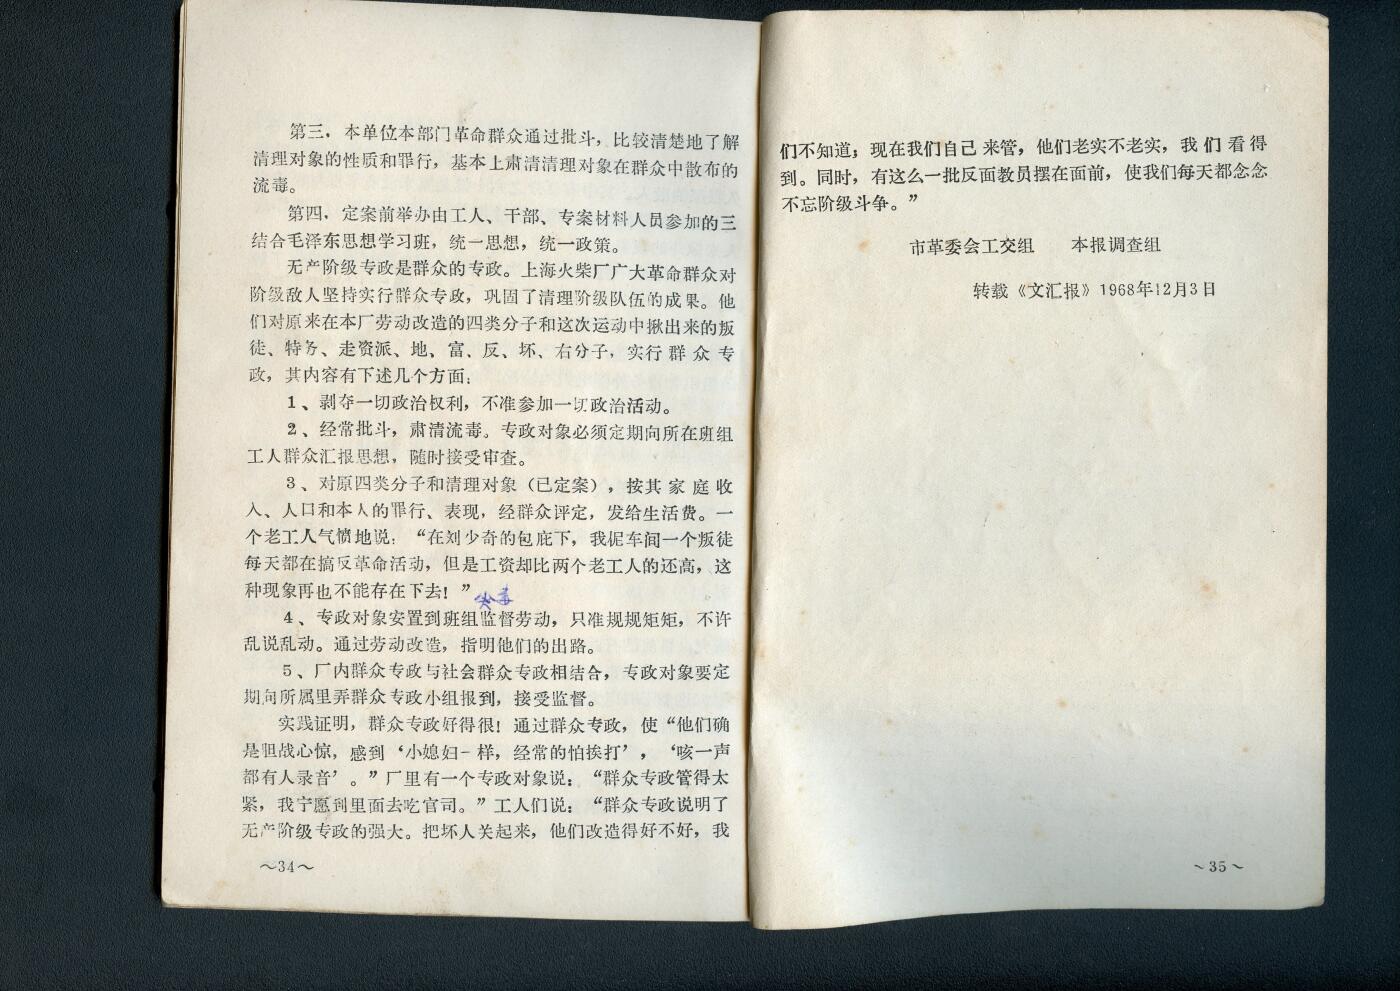 第三，本单位本部门革命群众通过批斗，比较清楚地了解
清理对象的性质和罪行，基本上肃清清理对象在群众中散布的
流毒。
第四，定案前举办由工人、干部、专案材料人员参加的三
结合毛泽东思想学习班，统一思想，统一政策。
无产阶级专政是群众的专政。上海火柴厂广大革命群众对
阶级敌人坚持实行群众专政，巩固了清理阶级队伍的成果。他
们对原来在本厂劳动改造的四类分子和这次运动中揪出来的叛
徒、特务、走资派、地、富、反、坏、右分子，实行群众专
政，其内容有下述几个方面：
1、剥夺一切政治权利，不准参加一切政治活动。
2、经常批斗，肃清流毒。专政对象必须定期向所在班组
工人群众汇报思想，随时接受审查。
3、对原四类分子和清理对象（已定案），按其家庭收
入、人口和本人的罪行、表现，经群众评定，发给生活费。一
个老工人气愤地说：“在刘少奇的包庇下，我伲车间一个叛徒
每天都在搞反革命活动，但是工资却比两个老工人的还高，这
种现象再也不能存在下去！”
4、专政对象安置到班组监督劳动，只准规规矩矩，不许
乱说乱动。通过劳动改造，指明他们的出路。
5、厂内群众专政与社会群众专政相结合，专政对象要定
期向所属里弄群众专政小组报到，接受监督。
实践证明，群众专政好得很！通过群众专政，使“他们确
是胆战心惊，感到‘小媳妇一样，经常的怕挨打’，‘咳一声
都有人录音’。”厂里有一个专政对象说：“群众专政管得太
紧，我宁愿到里面去吃官司。”工人们说：“群众专政说明了
无产阶级专政的强大。把坏人关起来，他们改造得好不好，我
～34～
们不知道；现在我们自己来管，他们老实不老实，我们看得
到。同时，有这么一批反面教员摆在面前，使我们每天都念念
不忘阶级斗争。”
市革委会工交组　　本报调查组
转载《文汇报》1968年12月3日
～35～